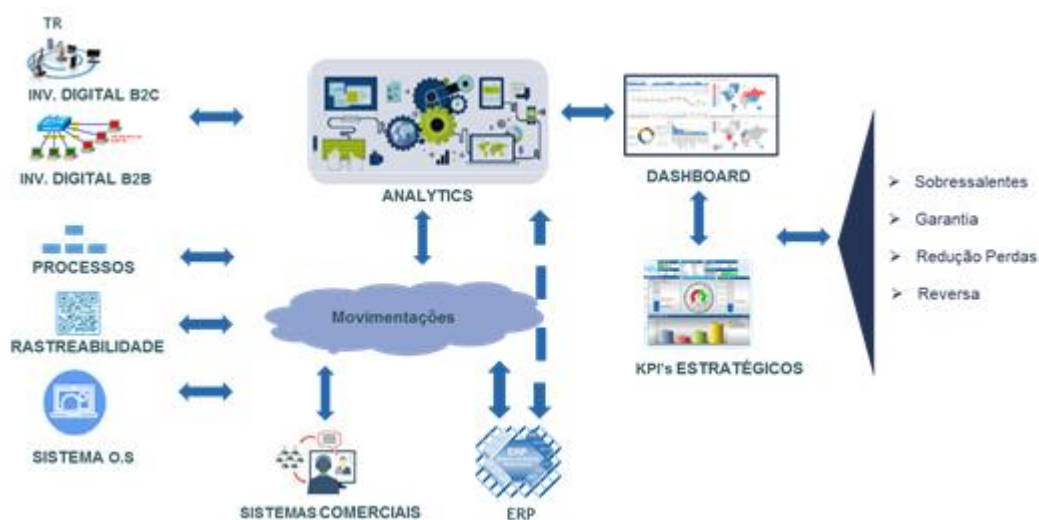 TR
INV. DIGITAL B2C
INV. DIGITAL B2B
ANALYTICS
DASHBOARD
Sobressalentes
Garantia
Redução Perdas
Reversa
PROCESSOS
Movimentações
RASTREABILIDADE
KPI's ESTRATÉGICOS
SISTEMA O.S
SISTEMAS COMERCIAIS
ERP
ERP